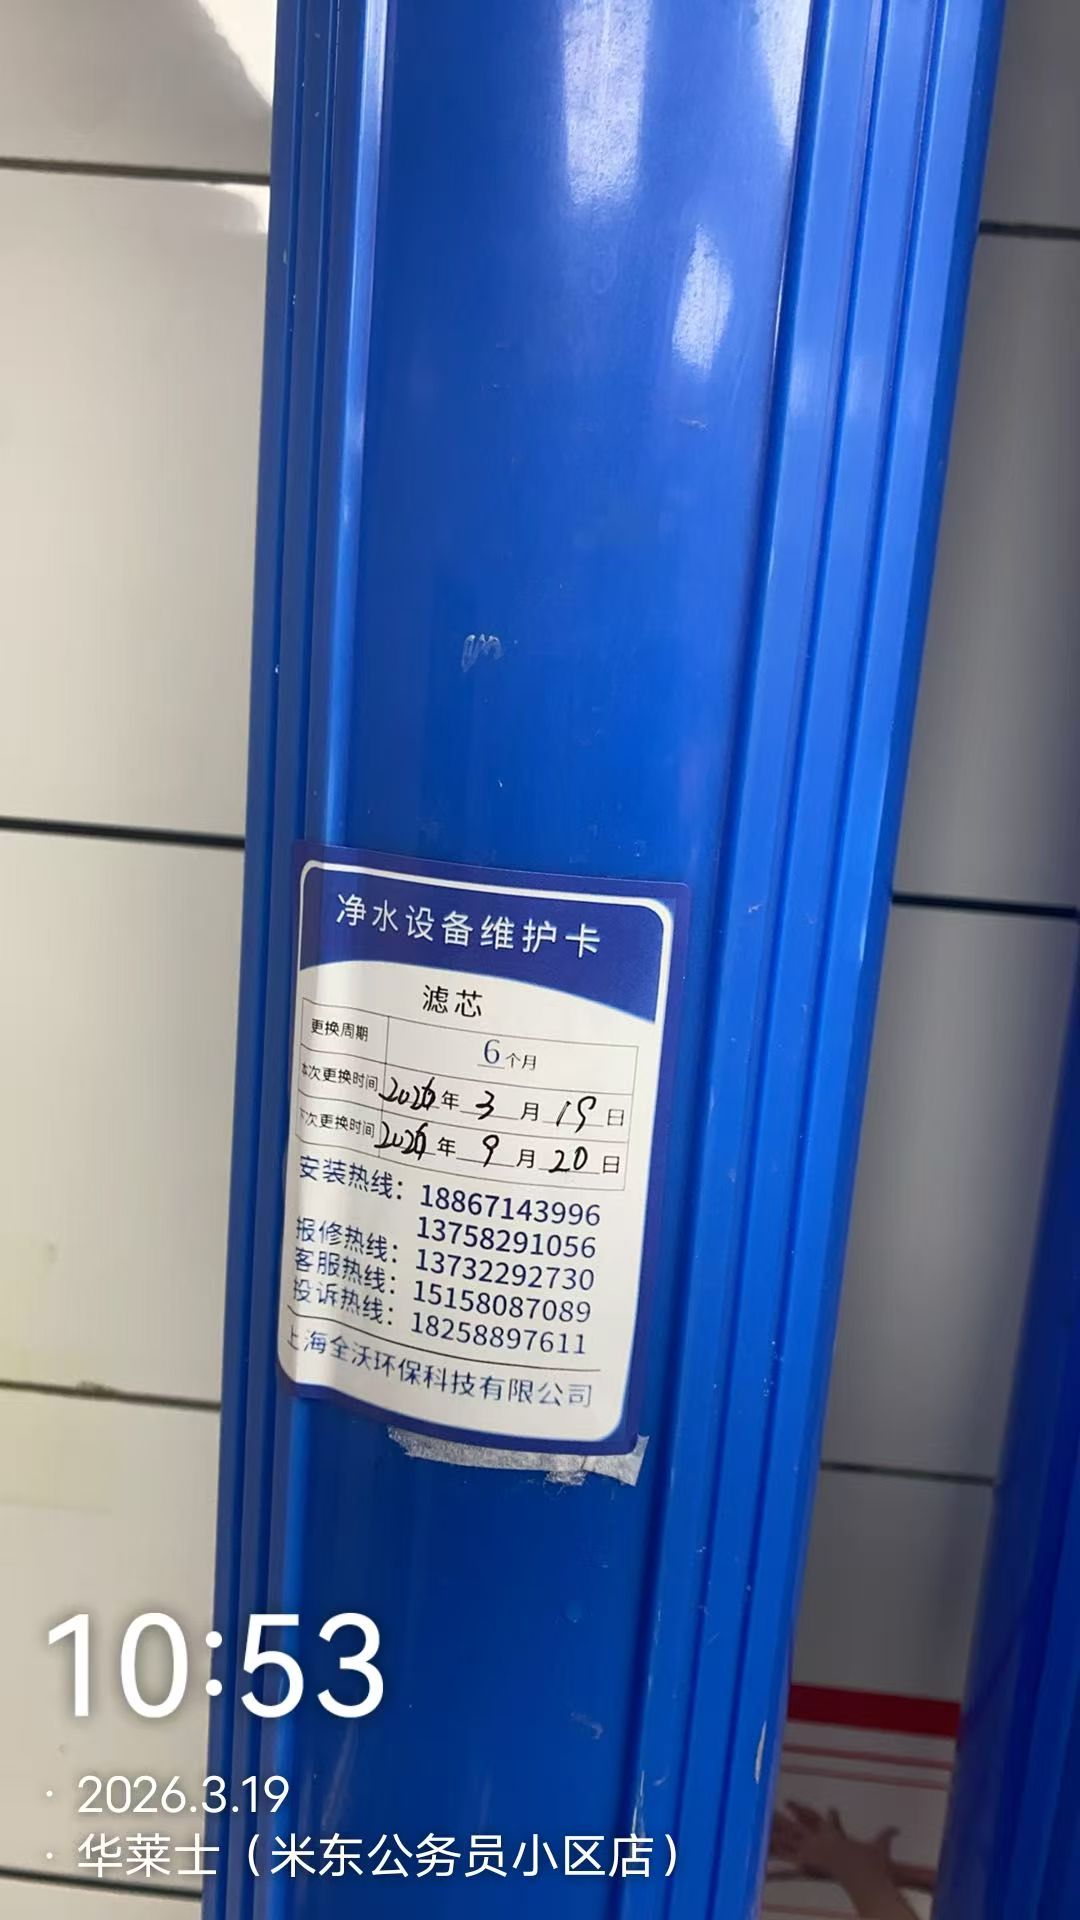 净水设备维护卡
滤芯
更换周期 6个月
本次更换时间 2026年3月19日
下次更换时间 2026年9月20日
安装热线：18867143996
13758291056
报修热线：13732292730
客服热线：15158087089
投诉热线：18258897611
上海全沃环保科技有限公司
10:53
· 2026.3.19
· 华莱士（米东公务员小区店）